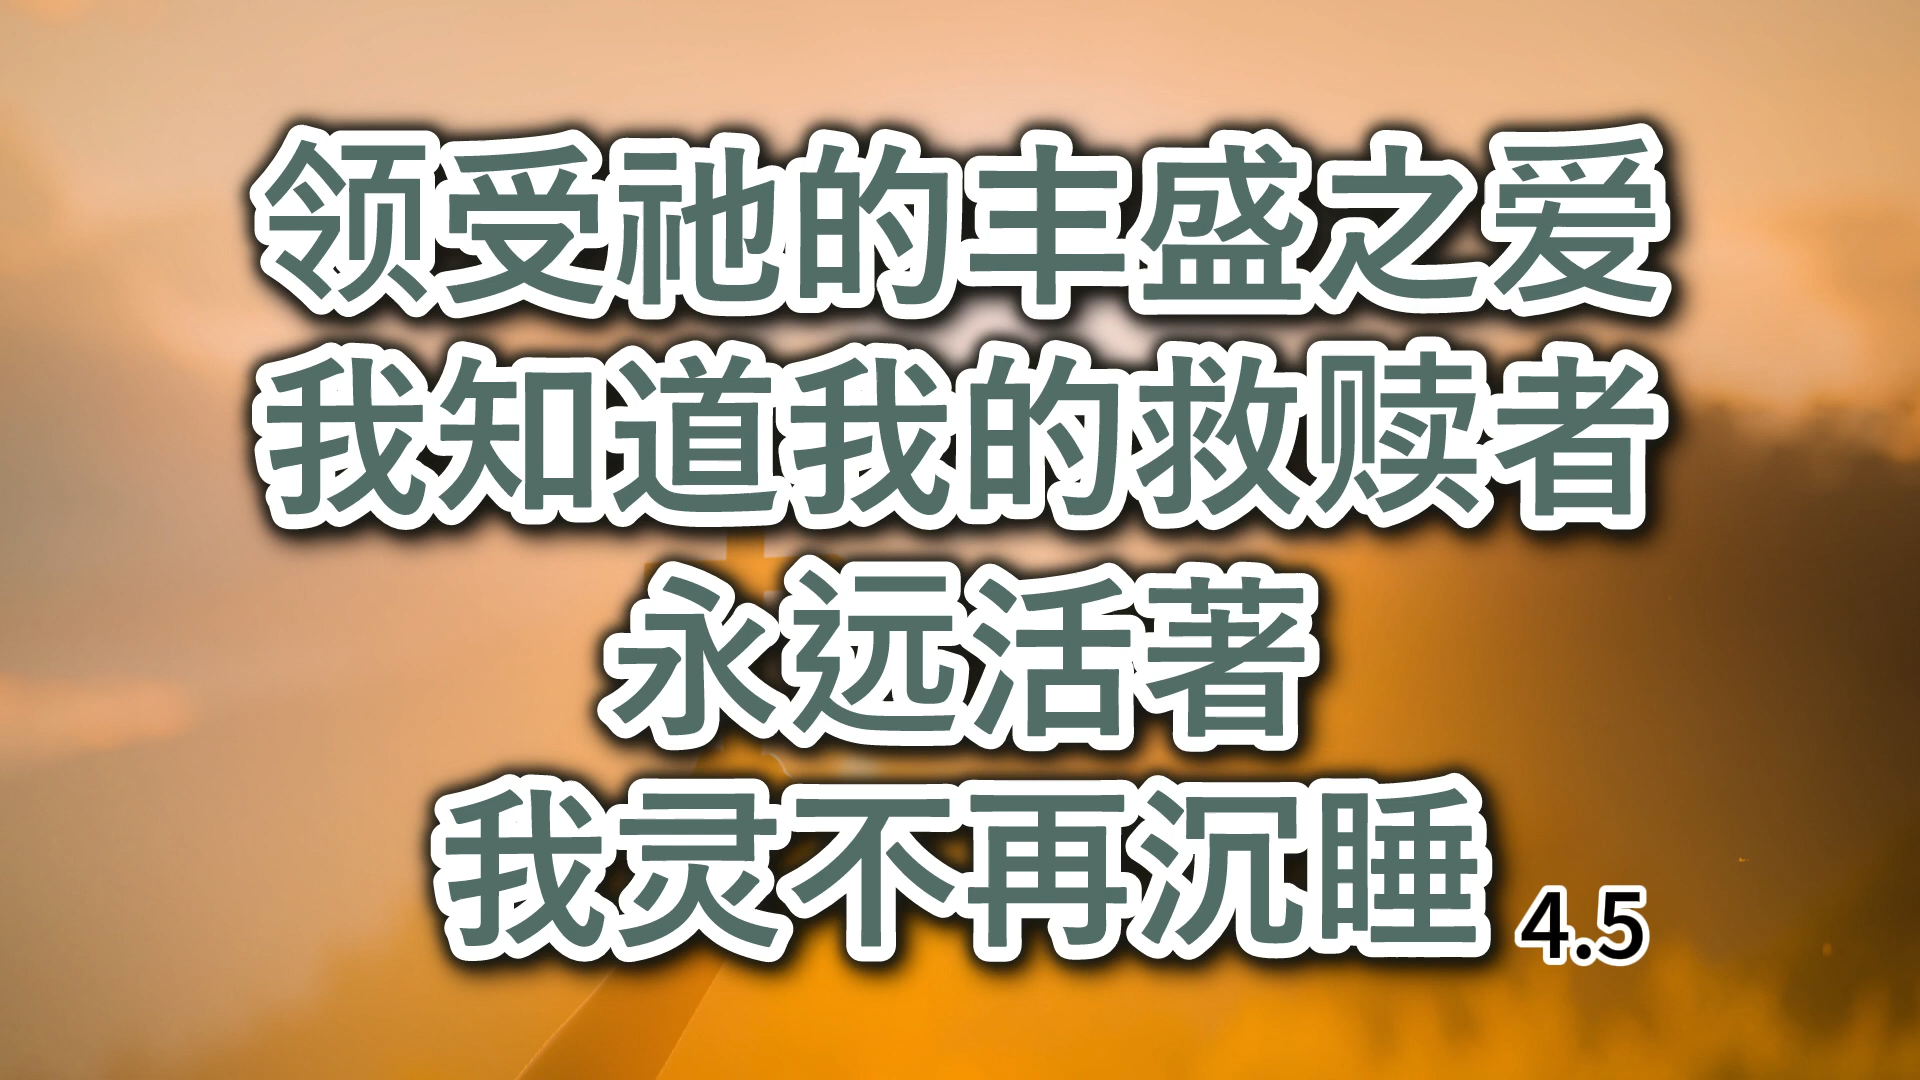 领受祂的丰盛之爱
我知道我的救赎者
永远活著
我灵不再沉睡
4.5